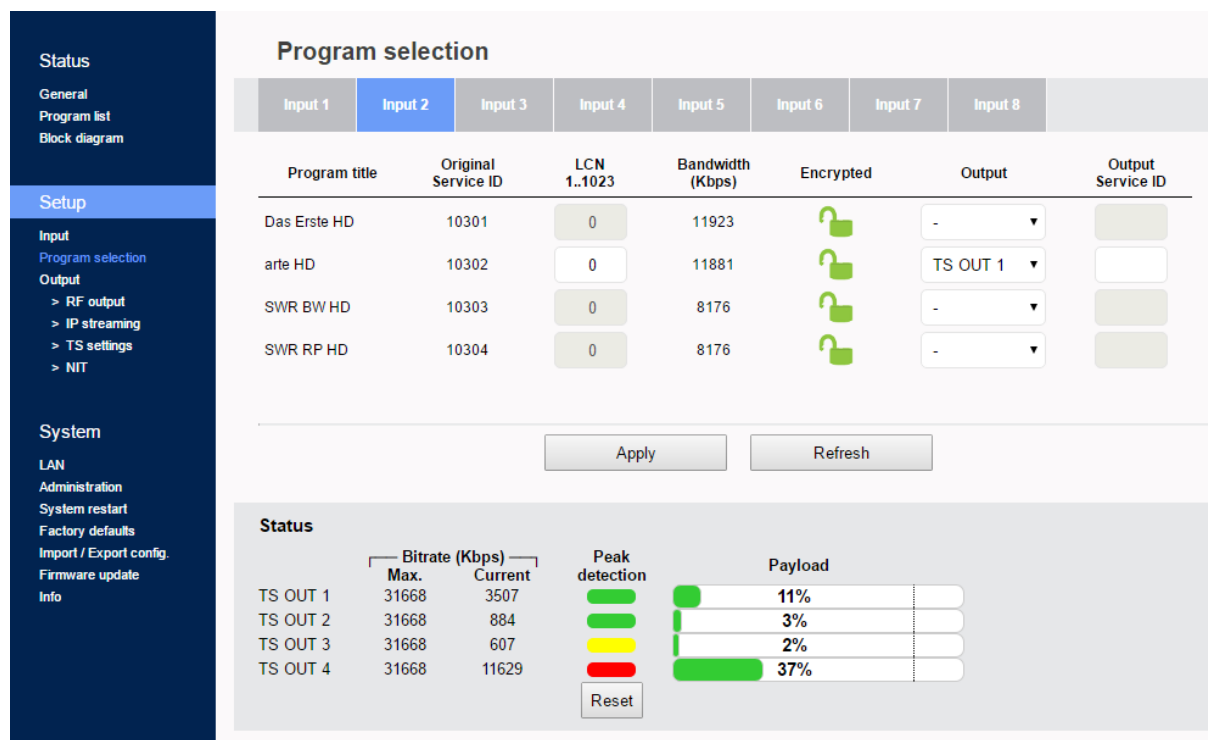 Status
General
Program list
Block diagram
Setup
Input
Program selection
Output
> RF output
> IP streaming
> TS settings
> NIT
System
LAN
Administration
System restart
Factory defaults
Import / Export config.
Firmware update
Info
Program selection
Input 1 Input 2 Input 3 Input 4 Input 5 Input 6 Input 7 Input 8
Program title Original Service ID LCN 1..1023 Bandwidth (Kbps) Encrypted Output Output Service ID
Das Erste HD 10301 0 11923 -
arte HD 10302 0 11881 TS OUT 1
SWR BW HD 10303 0 8176 -
SWR RP HD 10304 0 8176 -
Apply Refresh
Status
Bitrate (Kbps) Peak detection Payload
Max. Current
TS OUT 1 31668 3507 11%
TS OUT 2 31668 884 3%
TS OUT 3 31668 607 2%
TS OUT 4 31668 11629 37%
Reset